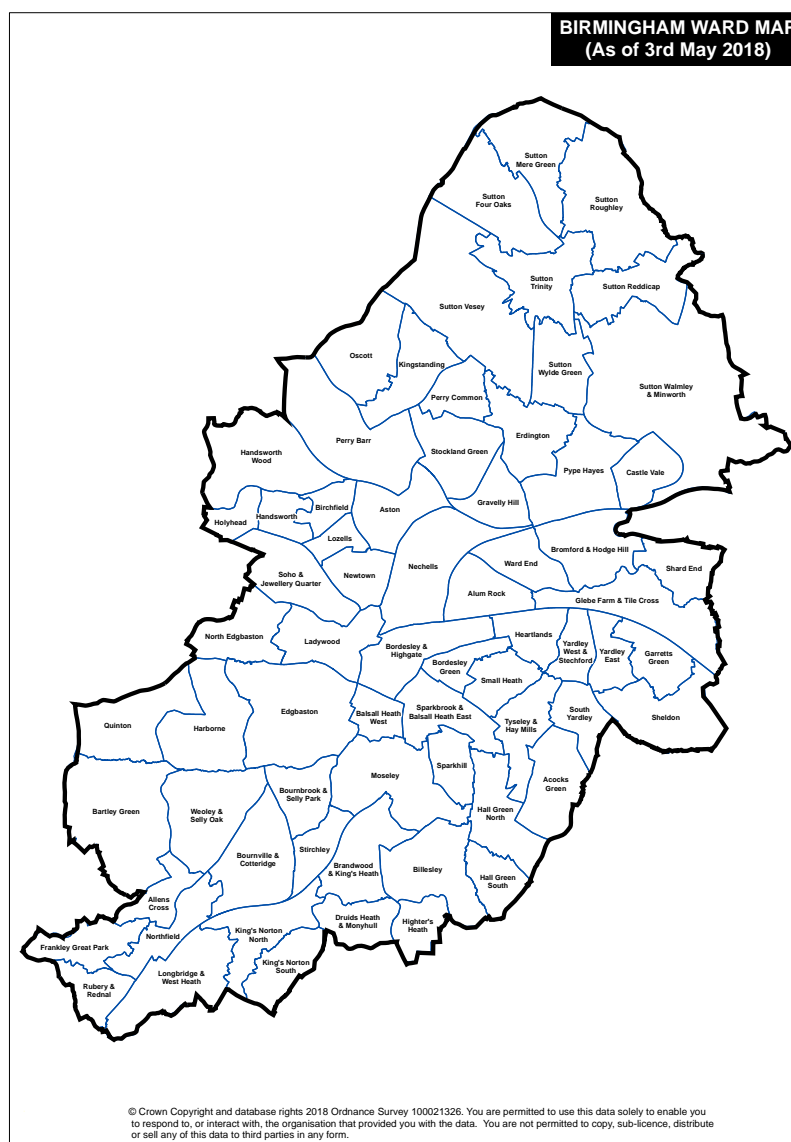 BIRMINGHAM WARD MAP
(As of 3rd May 2018)
Sutton
Mere Green
Sutton
Four Oaks
Sutton
Roughley
Sutton
Trinity
Sutton Reddicap
Sutton Vesey
Oscott
Kingstanding
Sutton
Wylde Green
Sutton Walmley
& Minworth
Perry Common
Perry Barr
Erdington
Stockland Green
Handsworth
Wood
Pype Hayes
Castle Vale
Gravelly Hill
Birchfield
Aston
Handsworth
Holyhead
Lozells
Bromford & Hodge Hill
Ward End
Nechells
Shard End
Soho &
Jewellery Quarter
Newtown
Alum Rock
Glebe Farm & Tile Cross
North Edgbaston
Ladywood
Heartlands
Bordesley &
Highgate
Yardley
West &
Stechford
Yardley
East
Garretts
Green
Bordesley
Green
Small Heath
Edgbaston
Balsall Heath
West
Sparkbrook &
Balsall Heath East
South
Yardley
Sheldon
Quinton
Harborne
Tyseley &
Hay Mills
Sparkhill
Moseley
Acocks
Green
Bournbrook &
Selly Park
Bartley Green
Weoley &
Selly Oak
Hall Green
North
Stirchley
Bournville &
Cotteridge
Brandwood
& King's Heath
Billesley
Hall Green
South
Allens
Cross
Druids Heath
& Monyhull
Highter's
Heath
Northfield
King's Norton
North
Frankley Great Park
King's Norton
South
Longbridge &
West Heath
Rubery &
Rednal
© Crown Copyright and database rights 2018 Ordnance Survey 100021326. You are permitted to use this data solely to enable you
to respond to, or interact with, the organisation that provided you with the data. You are not permitted to copy, sub-licence, distribute
or sell any of this data to third parties in any form.